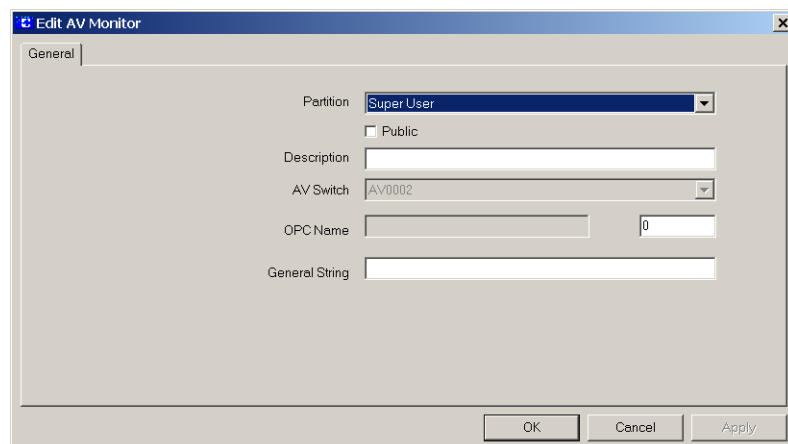 Edit AV Monitor
General
Partition Super User
Public
Description
AV Switch AV0002
OPC Name 0
General String
OK Cancel Apply